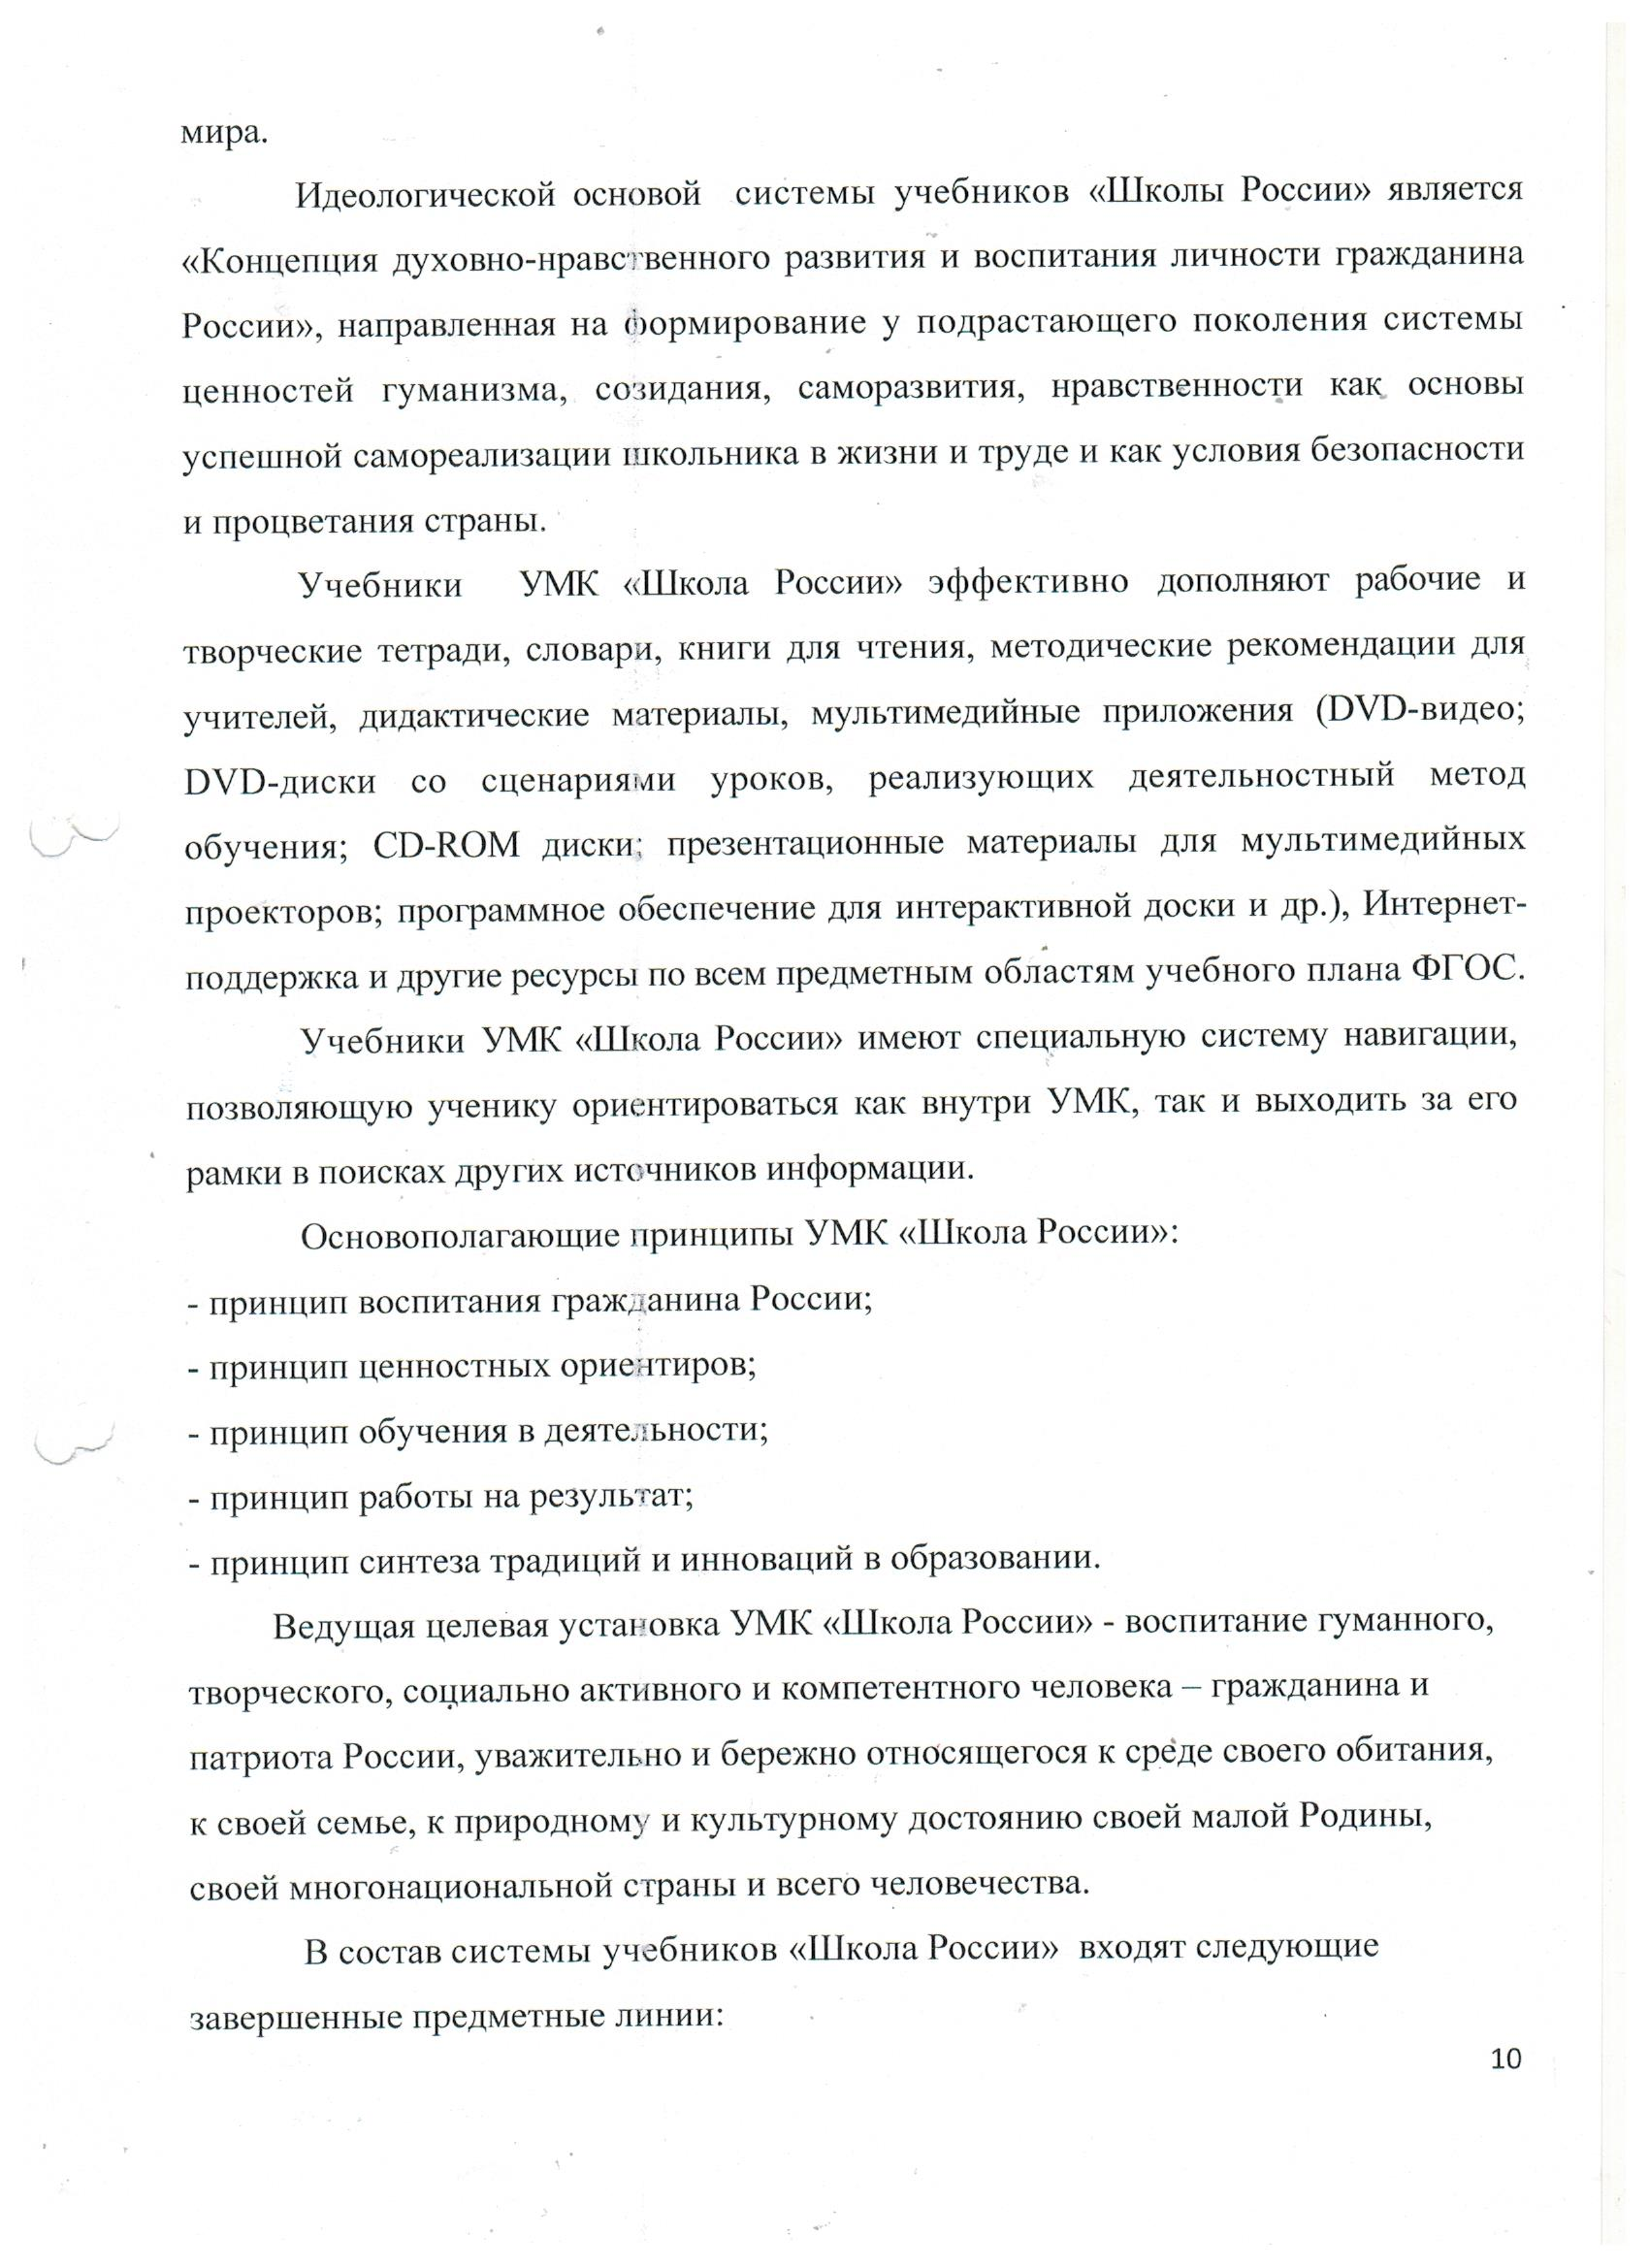 мира.
Идеологической основой системы учебников «Школы России» является
«Концепция духовно-нравственного развития и воспитания личности гражданина
России», направленная на формирование у подрастающего поколения системы
ценностей гуманизма, созидания, саморазвития, нравственности как основы
успешной самореализации школьника в жизни и труде и как условия безопасности
и процветания страны.
Учебники УМК «Школа России» эффективно дополняют рабочие и
творческие тетради, словари, книги для чтения, методические рекомендации для
учителей, дидактические материалы, мультимедийные приложения (DVD-видео;
DVD-диски со сценариями уроков, реализующих деятельностный метод
обучения; CD-ROM диски; презентационные материалы для мультимедийных
проекторов; программное обеспечение для интерактивной доски и др.), Интернет-
поддержка и другие ресурсы по всем предметным областям учебного плана ФГОС.
Учебники УМК «Школа России» имеют специальную систему навигации,
позволяющую ученику ориентироваться как внутри УМК, так и выходить за его
рамки в поисках других источников информации.
Основополагающие принципы УМК «Школа России»:
- принцип воспитания гражданина России;
- принцип ценностных ориентиров;
- принцип обучения в деятельности;
- принцип работы на результат;
- принцип синтеза традиций и инноваций в образовании.
Ведущая целевая установка УМК «Школа России» - воспитание гуманного,
творческого, социально активного и компетентного человека – гражданина и
патриота России, уважительно и бережно относящегося к среде своего обитания,
к своей семье, к природному и культурному достоянию своей малой Родины,
своей многонациональной страны и всего человечества.
В состав системы учебников «Школа России» входят следующие
завершенные предметные линии:
10